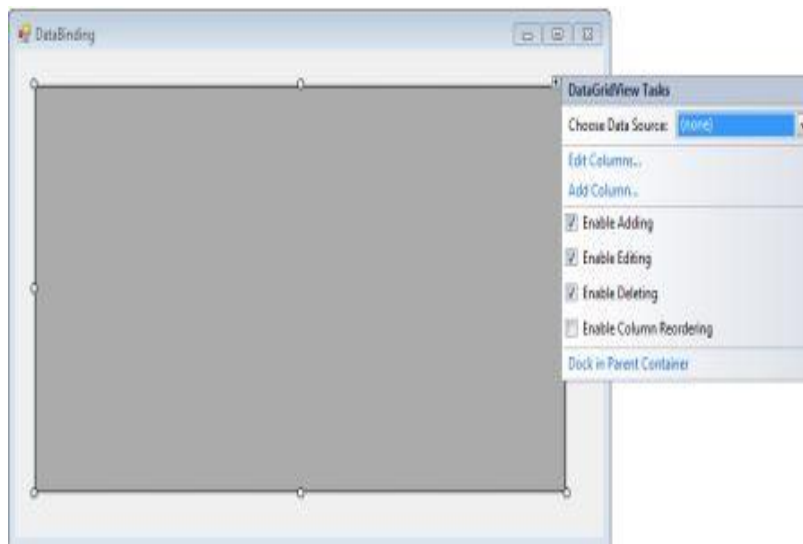 DataBinding
DataGridView Tasks
Choose Data Source: (none)
Edit Columns...
Add Column...
Enable Adding
Enable Editing
Enable Deleting
Enable Column Reordering
Dock in Parent Container